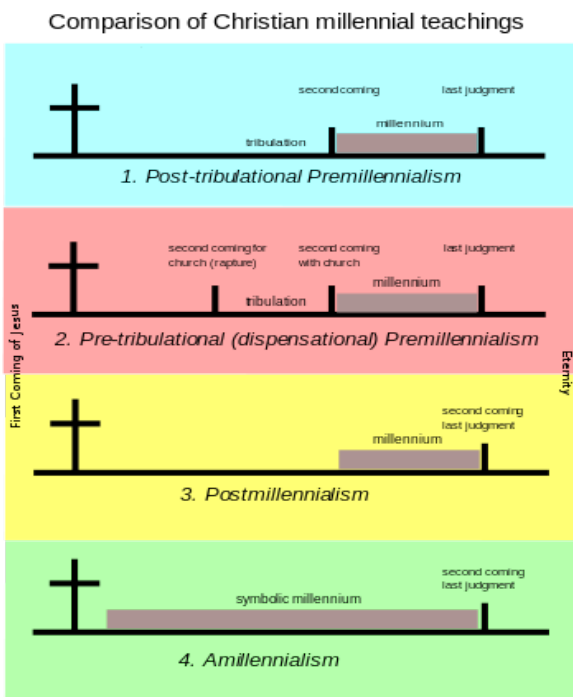 Comparison of Christian millennial teachings
second coming
last judgment
millennium
tribulation
1. Post-tribulational Premillennialism
second coming for
church (rapture)
second coming
with church
last judgment
millennium
tribulation
2. Pre-tribulational (dispensational) Premillennialism
First Coming of Jesus
Eternity
second coming
last judgment
millennium
3. Postmillennialism
second coming
last judgment
symbolic millennium
4. Amillennialism